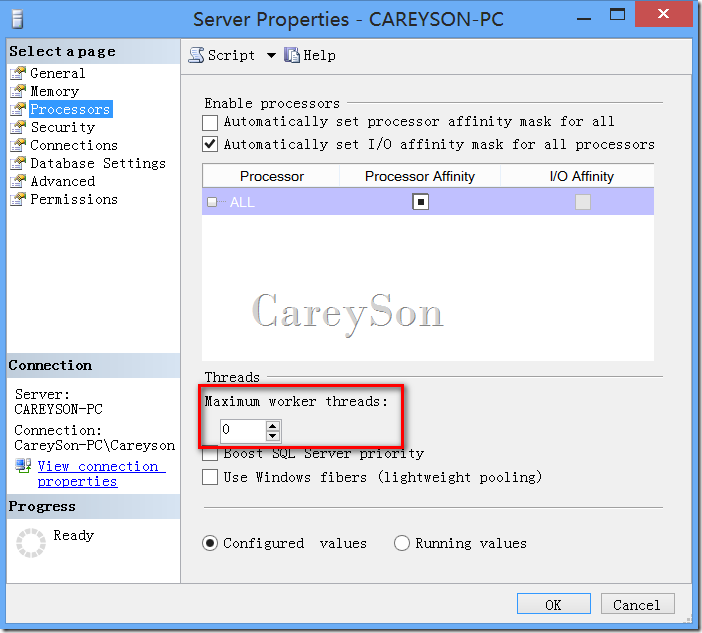 Server Properties - CAREYSON-PC
Select a page
General
Memory
Processors
Security
Connections
Database Settings
Advanced
Permissions
Connection
Server:
CAREYSON-PC
Connection:
CareySon-PC\Careyson
View connection
properties
Progress
Ready
Script Help
Enable processors
Automatically set processor affinity mask for all
Automatically set I/O affinity mask for all processors
Processor Processor Affinity I/O Affinity
ALL
CareySon
Threads
Maximum worker threads:
0
Boost SQL Server priority
Use Windows fibers (lightweight pooling)
Configured values Running values
OK Cancel